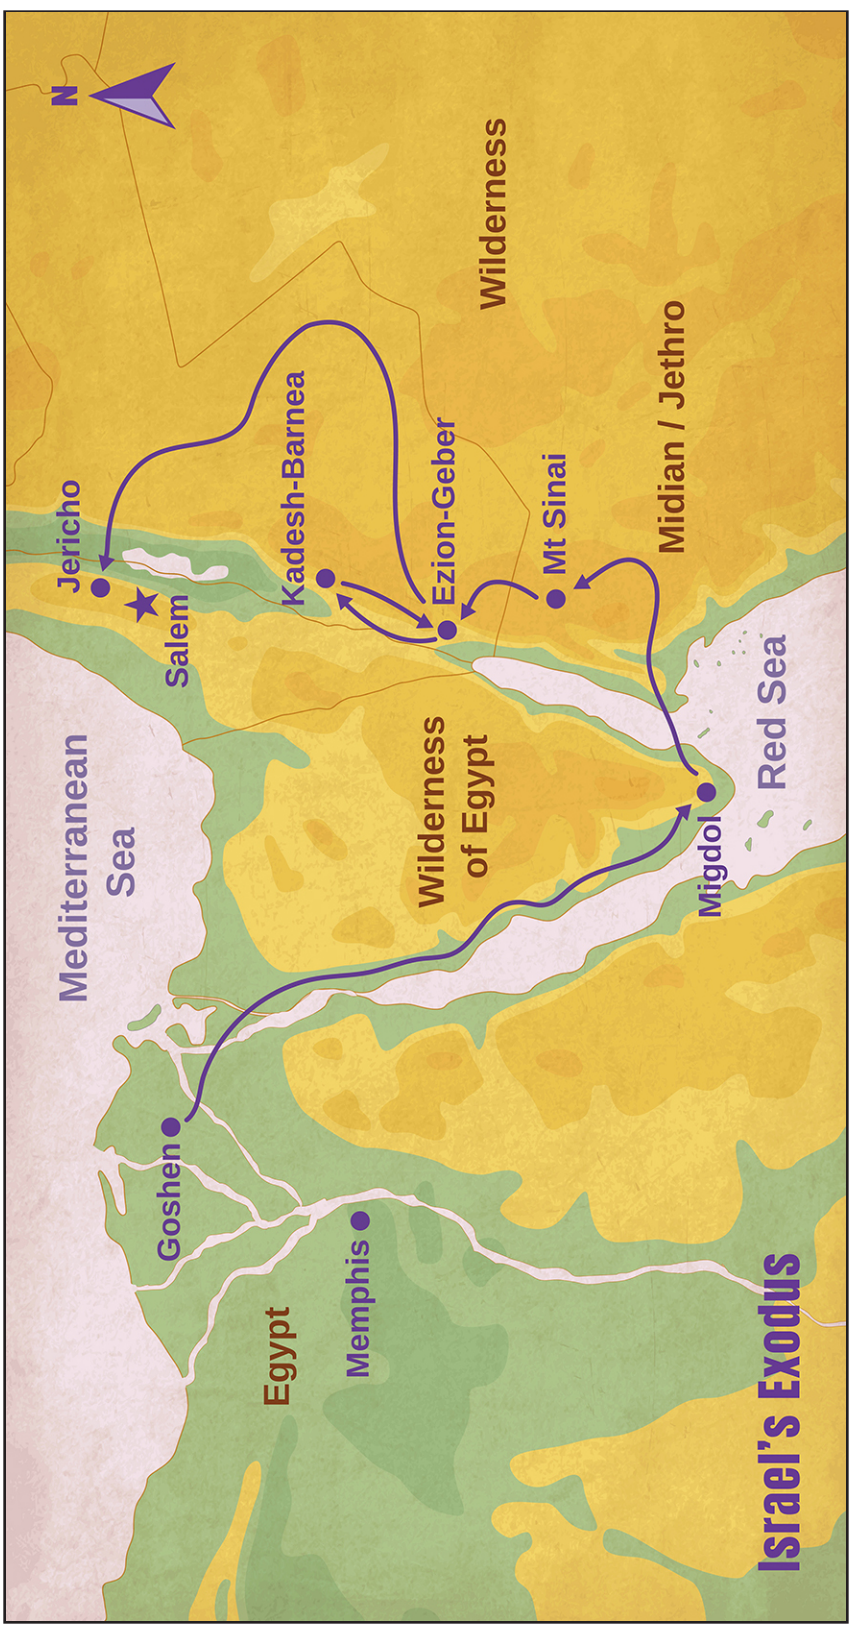 N
Mediterranean
Sea
Jericho
Salem
Kadesh-Barnea
Ezion-Geber
Mt Sinai
Wilderness
Midian / Jethro
Wilderness
of Egypt
Red Sea
Migdol
Goshen
Memphis
Egypt
Israel’s Exodus